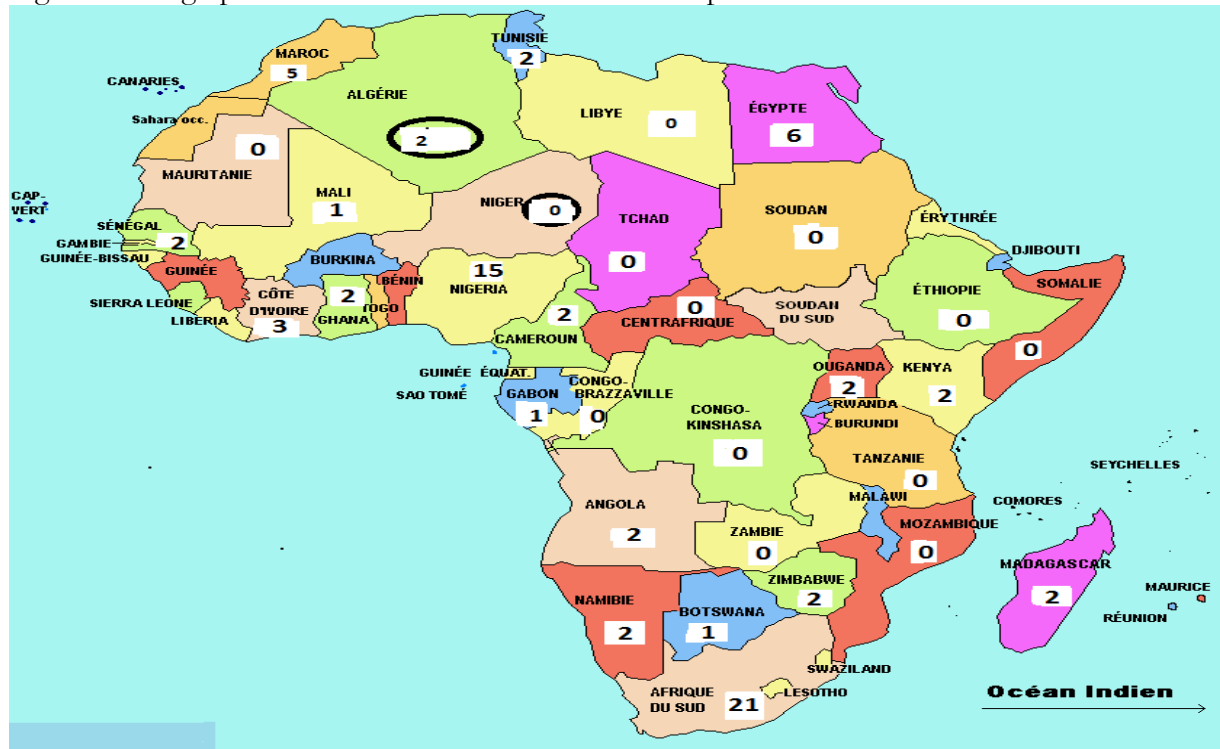 TUNISIE
2
MAROC
5
CANARIES
ALGÉRIE
2
LIBYE
0
ÉGYPTE
6
Sahara occ.
0
MAURITANIE
MALI
1
NIGER
0
TCHAD
0
SOUDAN
0
ÉRYTHRÉE
DJIBOUTI
CAP-
VERT
SÉNÉGAL
2
GAMBIE
GUINÉE-BISSAU
GUINÉE
SIERRA LEONE
LIBERIA
CÔTE
D'IVOIRE
3
BURKINA
2
GHANA
TOGO
BÉNIN
15
NIGERIA
2
CAMEROUN
0
CENTRAFRIQUE
SOUDAN
DU SUD
ÉTHIOPIE
0
SOMALIE
0
GUINÉE ÉQUAT.
SAO TOMÉ
GABON
1
CONGO-
BRAZZAVILLE
0
CONGO-
KINSHASA
0
OUGANDA
2
KENYA
2
RWANDA
BURUNDI
TANZANIE
0
SEYCHELLES
COMORES
ANGOLA
2
ZAMBIE
0
MALAWI
MOZAMBIQUE
0
MADAGASCAR
2
MAURICE
RÉUNION
ZIMBABWE
2
NAMIBIE
2
BOTSWANA
1
SWAZILAND
LESOTHO
AFRIQUE
DU SUD
21
Océan Indien